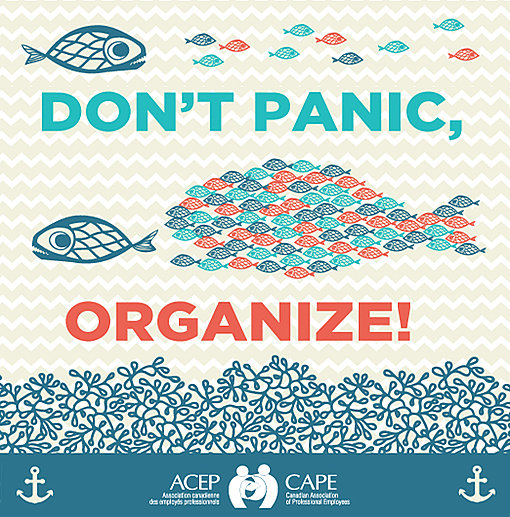 DON'T PANIC,
ORGANIZE!
ACEP
Association canadienne
des employés professionnels
CAPE
Canadian Association
of Professional Employees